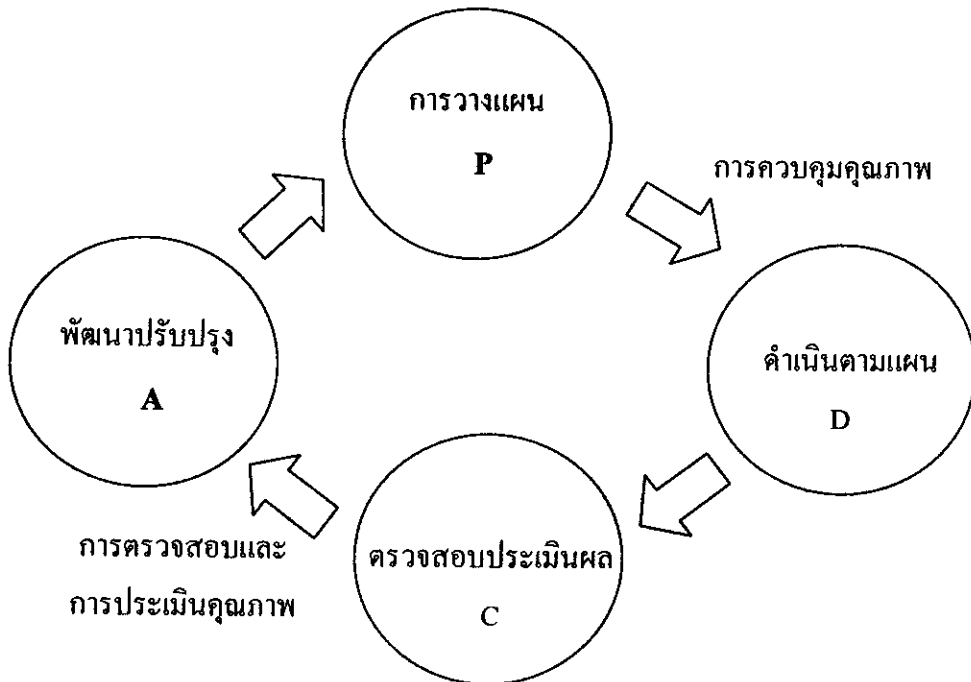 การวางแผน
P
การควบคุมคุณภาพ
พัฒนาปรับปรุง
A
ดำเนินตามแผน
D
การตรวจสอบและ
การประเมินคุณภาพ
ตรวจสอบประเมินผล
C